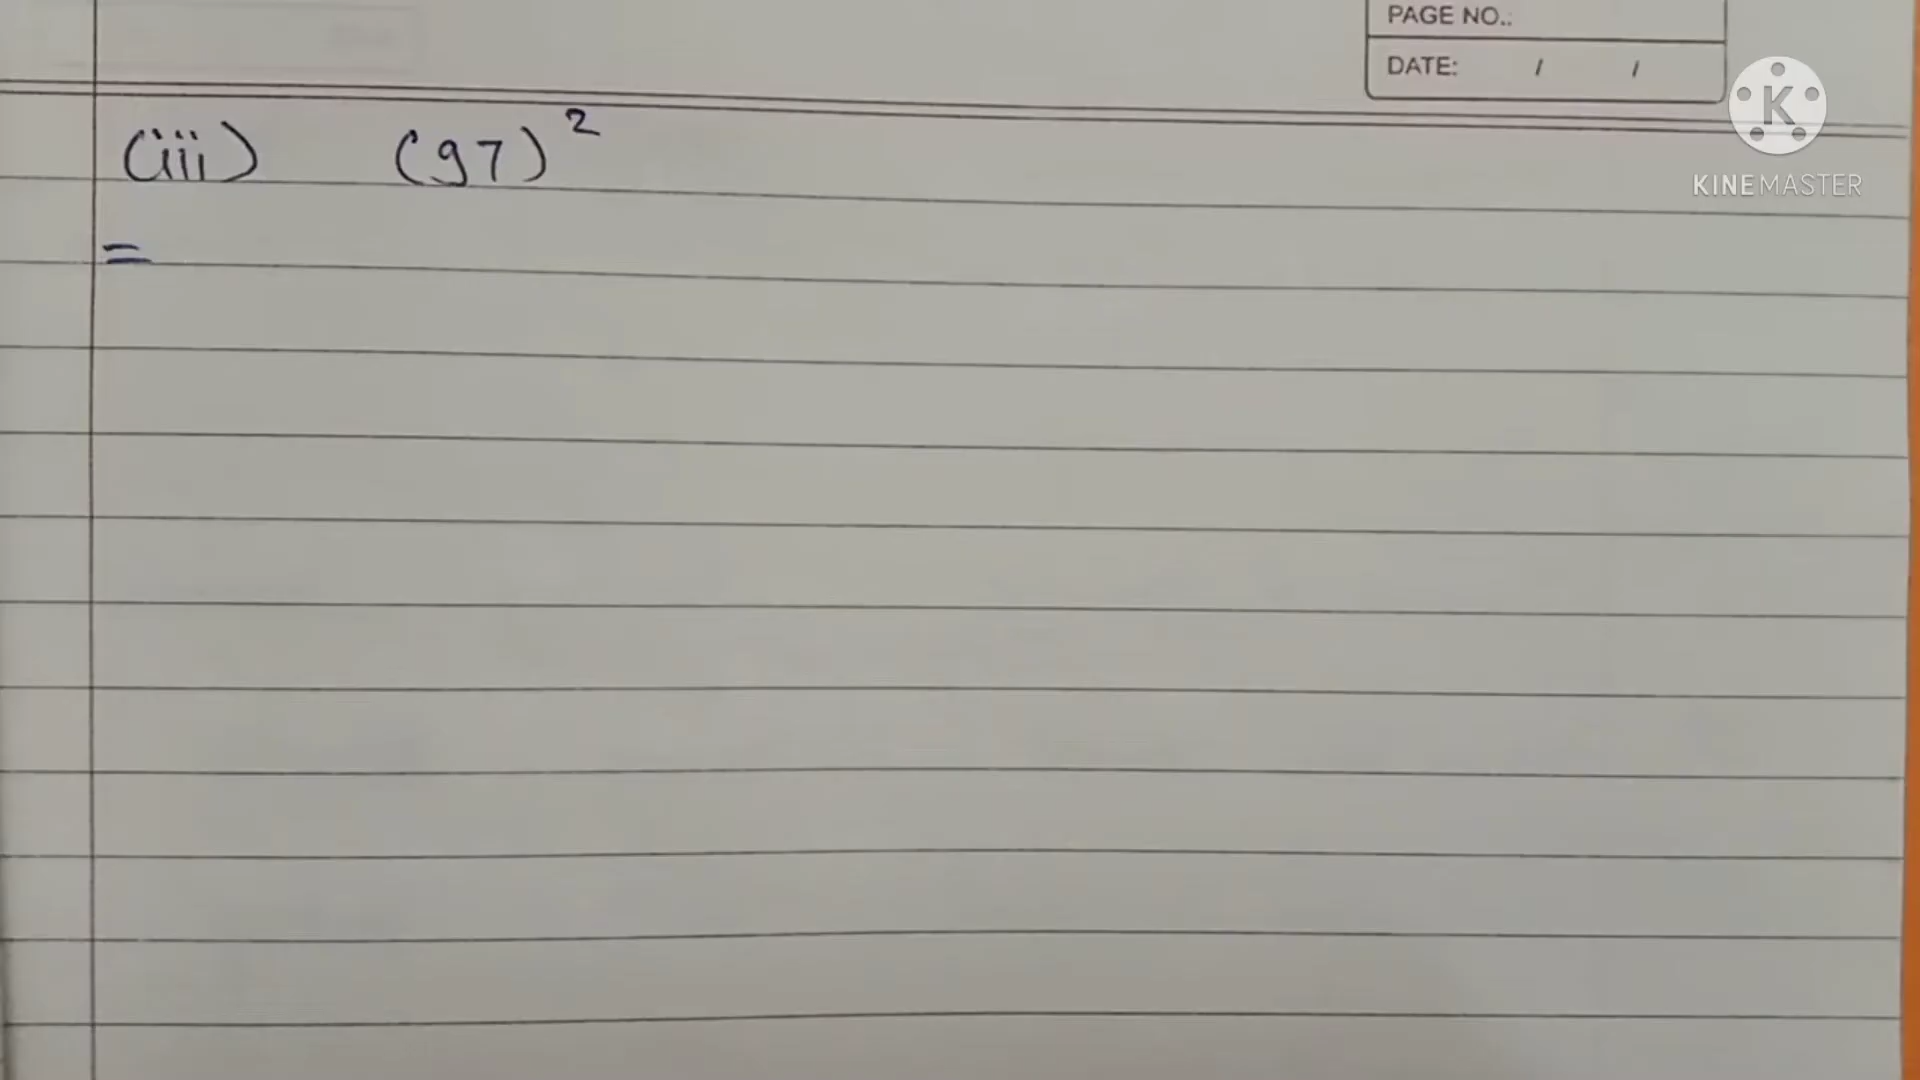 PAGE NO.:
DATE: / /
KINEMASTER
(iii) (97)²
=